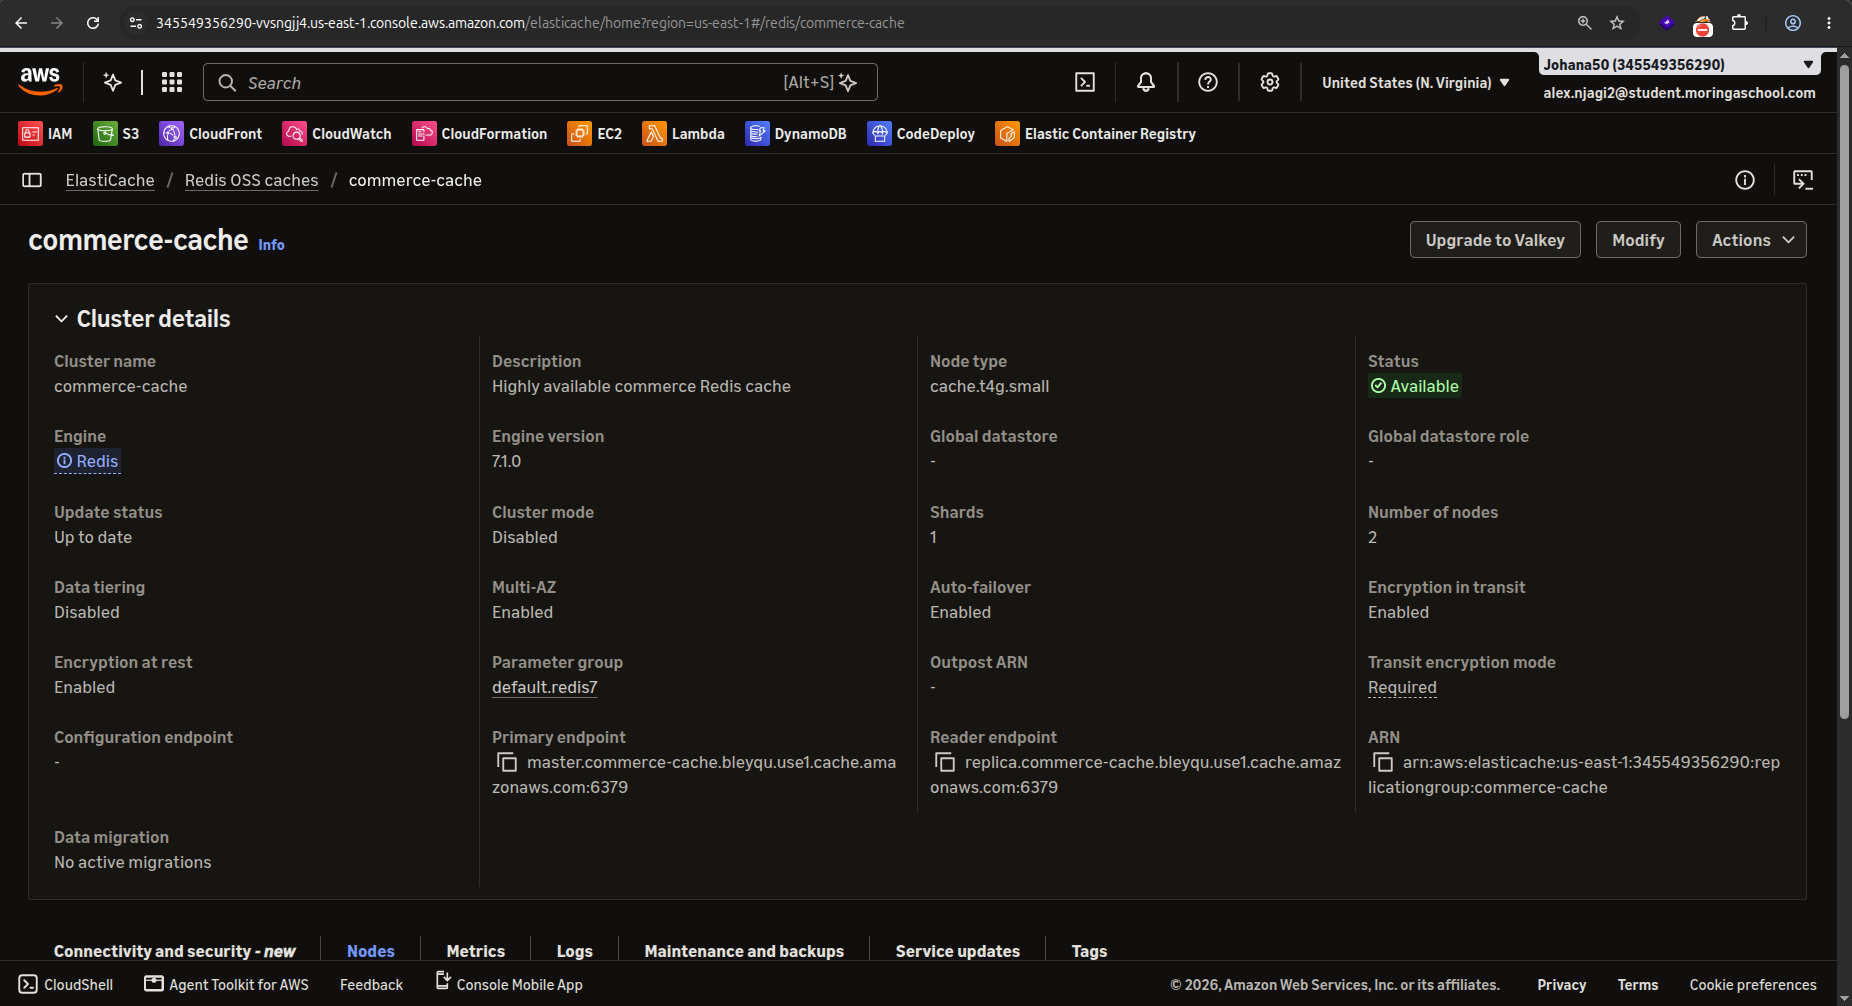 345549356290-vvsngjj4.us-east-1.console.aws.amazon.com/elasticache/home?region=us-east-1#/redis/commerce-cache
aws
Search
[Alt+S]
United States (N. Virginia)
Johana50 (345549356290)
alex.njagi2@student.moringaschool.com
IAM S3 CloudFront CloudWatch CloudFormation EC2 Lambda DynamoDB CodeDeploy Elastic Container Registry
ElastiCache / Redis OSS caches / commerce-cache
commerce-cache Info
Upgrade to Valkey Modify Actions
Cluster details
Cluster name Description Node type Status
commerce-cache Highly available commerce Redis cache cache.t4g.small Available
Engine Engine version Global datastore Global datastore role
Redis 7.1.0 - -
Update status Cluster mode Shards Number of nodes
Up to date Disabled 1 2
Data tiering Multi-AZ Auto-failover Encryption in transit
Disabled Enabled Enabled Enabled
Encryption at rest Parameter group Outpost ARN Transit encryption mode
Enabled default.redis7 - Required
Configuration endpoint Primary endpoint Reader endpoint ARN
- master.commerce-cache.bleyqu.use1.cache.ama replica.commerce-cache.bleyqu.use1.cache.amaz arn:aws:elasticache:us-east-1:345549356290:rep
zonaws.com:6379 onaws.com:6379 licationgroup:commerce-cache
Data migration
No active migrations
Connectivity and security - new Nodes Metrics Logs Maintenance and backups Service updates Tags
CloudShell Agent Toolkit for AWS Feedback Console Mobile App © 2026, Amazon Web Services, Inc. or its affiliates. Privacy Terms Cookie preferences